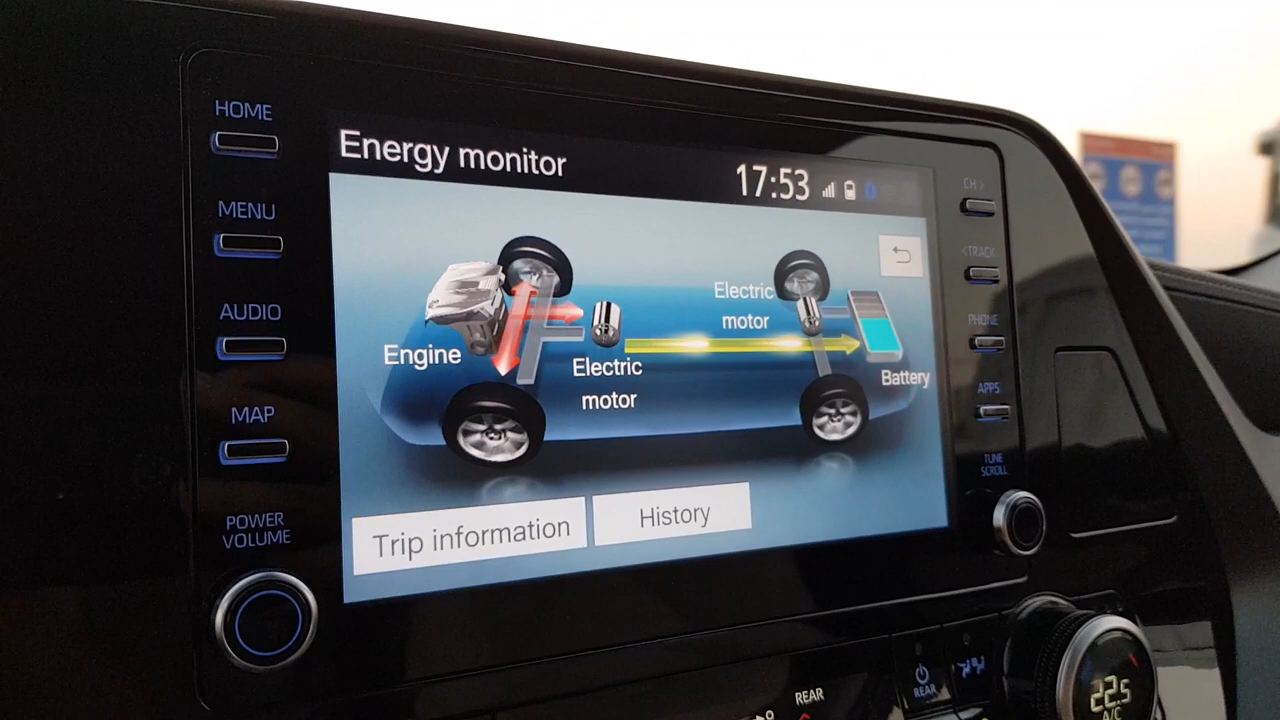 HOME
MENU
AUDIO
MAP
POWER
VOLUME
Energy monitor
17:53
Engine
Electric
motor
Electric
motor
Battery
Trip information
History
CH >
< TRACK
PHONE
APPS
TUNE
SCROLL
REAR
REAR
22.5
A/C